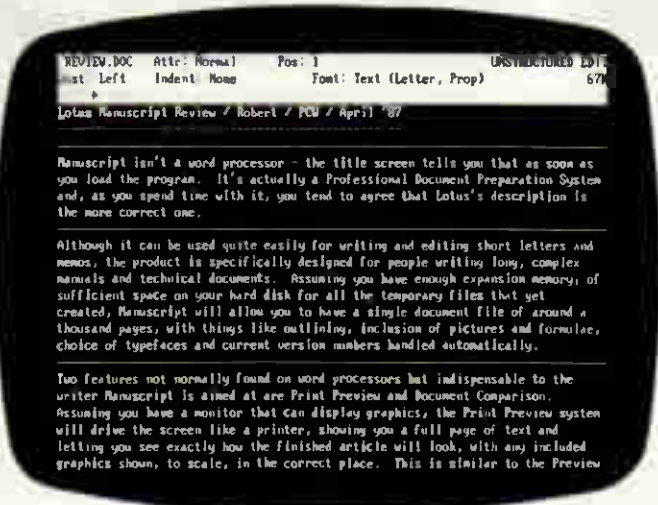 REVIEW.DOC Attr: Normal Pos: 1 UNSTRUCTURED EDIT
Just Left Indent None Font: Text (Letter, Prop) 67%
Lotus Manuscript Review / Robert / PCW / April '87
Manuscript isn't a word processor - the title screen tells you that as soon as
you load the program. It's actually a Professional Document Preparation System
and, as you spend time with it, you tend to agree that Lotus's description is
the more correct one.
Although it can be used quite easily for writing and editing short letters and
memos, the product is specifically designed for people writing long, complex
manuals and technical documents. Assuming you have enough expansion memory, of
sufficient space on your hard disk for all the temporary files that yet
created, Manuscript will allow you to have a single document file of around a
thousand pages, with things like outlining, inclusion of pictures and formulae,
choice of typefaces and current version numbers handled automatically.
Two features not normally found on word processors but indispensable to the
writer Manuscript is aimed at are Print Preview and Document Comparison.
Assuming you have a monitor that can display graphics, the Print Preview system
will drive the screen like a printer, showing you a full page of text and
letting you see exactly how the finished article will look, with any included
graphics shown, to scale, in the correct place. This is similar to the Preview